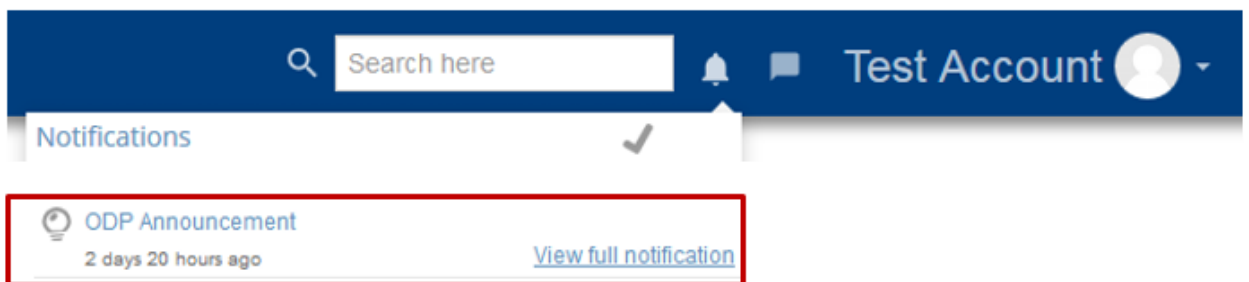 Search here
Test Account
Notifications
ODP Announcement
2 days 20 hours ago
View full notification